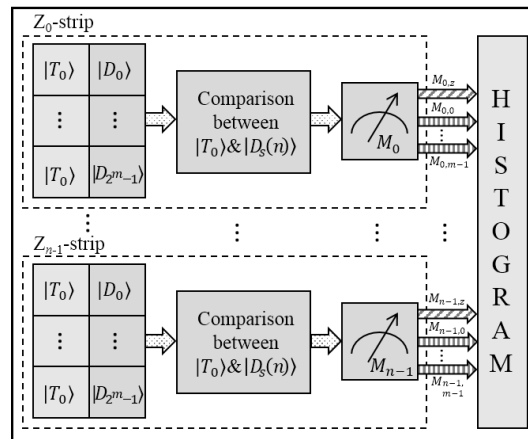 Z₀-strip
|T₀⟩ |D₀⟩
⋮ ⋮
|T₀⟩ |D₂ᵐ₋₁⟩
Comparison
between
|T₀⟩&|Dₛ(n)⟩
M₀
M₀,z
M₀,₀
⋮
M₀,m-1
⋮ ⋮ ⋮
Zₙ₋₁-strip
|T₀⟩ |D₀⟩
⋮ ⋮
|T₀⟩ |D₂ᵐ₋₁⟩
Comparison
between
|T₀⟩&|Dₛ(n)⟩
Mₙ₋₁
Mₙ₋₁,z
Mₙ₋₁,₀
⋮
Mₙ₋₁,
m-1
H
I
S
T
O
G
R
A
M